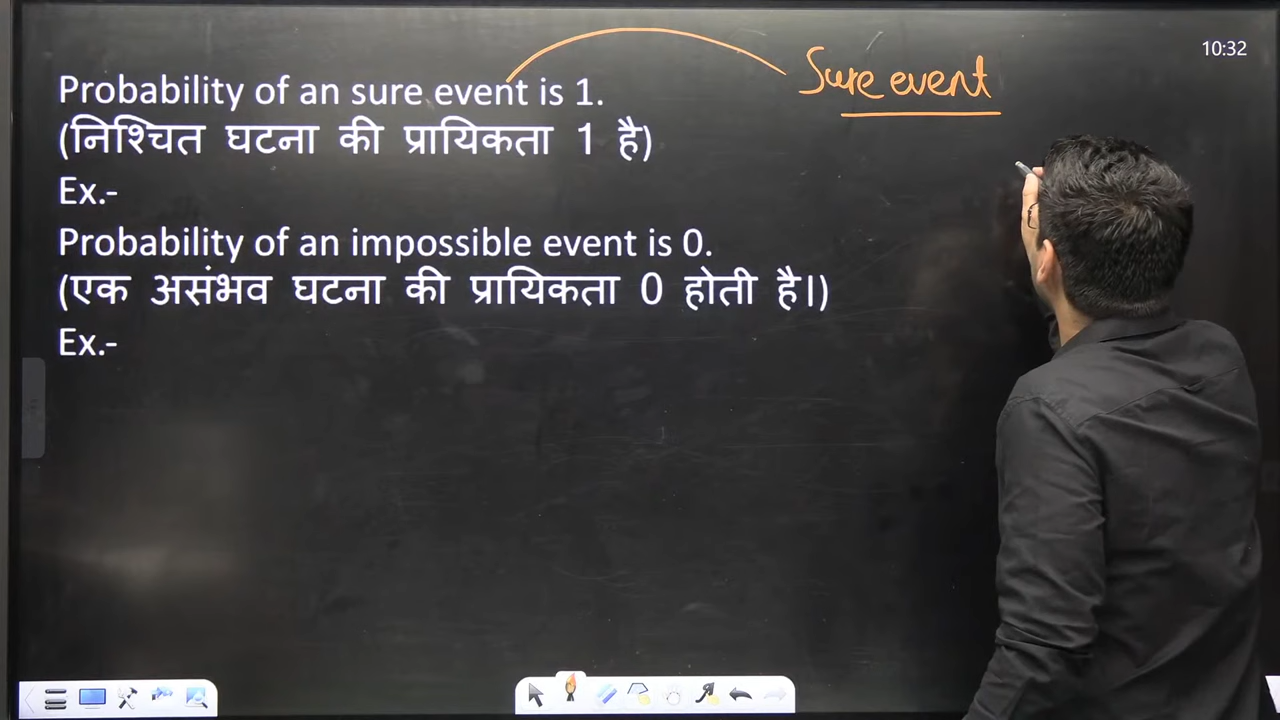 10:32
Sure event
Probability of an sure event is 1.
(निश्चित घटना की प्रायिकता 1 है)
Ex.-
Probability of an impossible event is 0.
(एक असंभव घटना की प्रायिकता 0 होती है।)
Ex.-